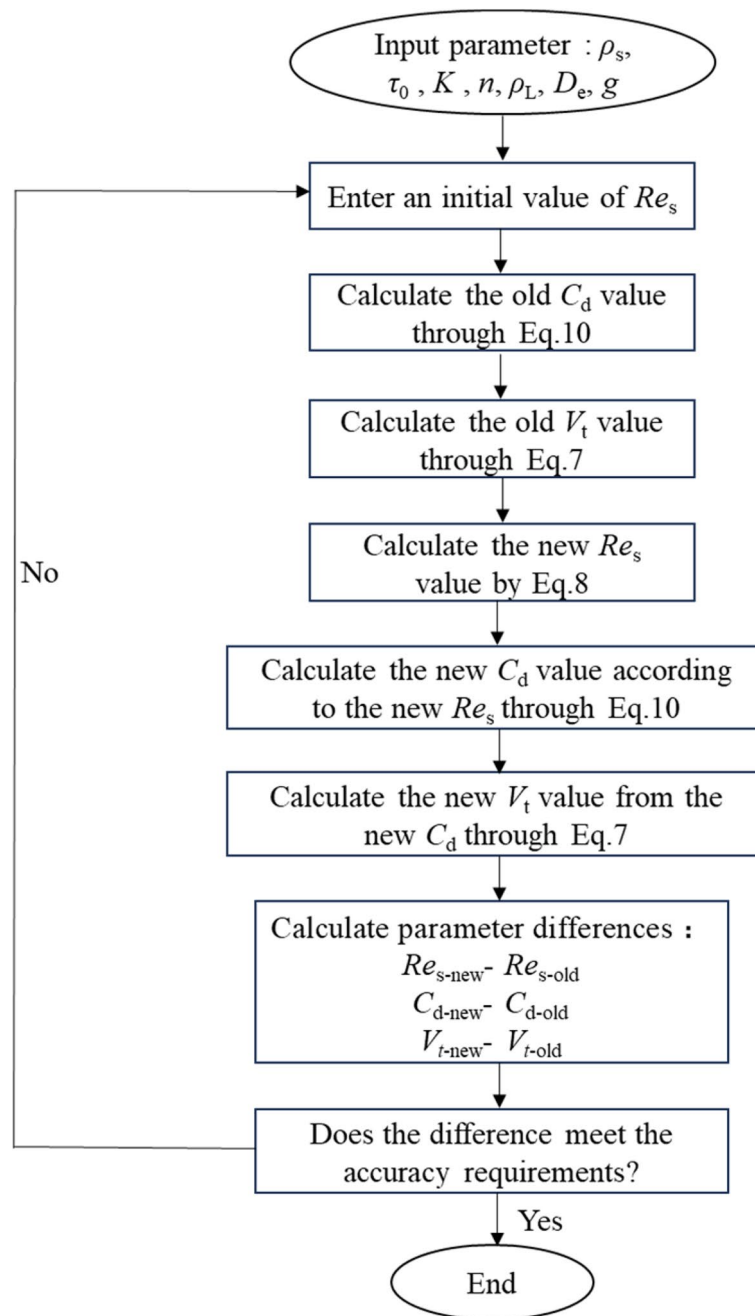 Input parameter : ρs,
τ0 , K , n, ρL, De, g
Enter an initial value of Res
Calculate the old Cd value
through Eq.10
Calculate the old Vt value
through Eq.7
Calculate the new Res
value by Eq.8
No
Calculate the new Cd value according
to the new Res through Eq.10
Calculate the new Vt value from the
new Cd through Eq.7
Calculate parameter differences：
Res-new- Res-old
Cd-new- Cd-old
Vt-new- Vt-old
Does the difference meet the
accuracy requirements?
Yes
End